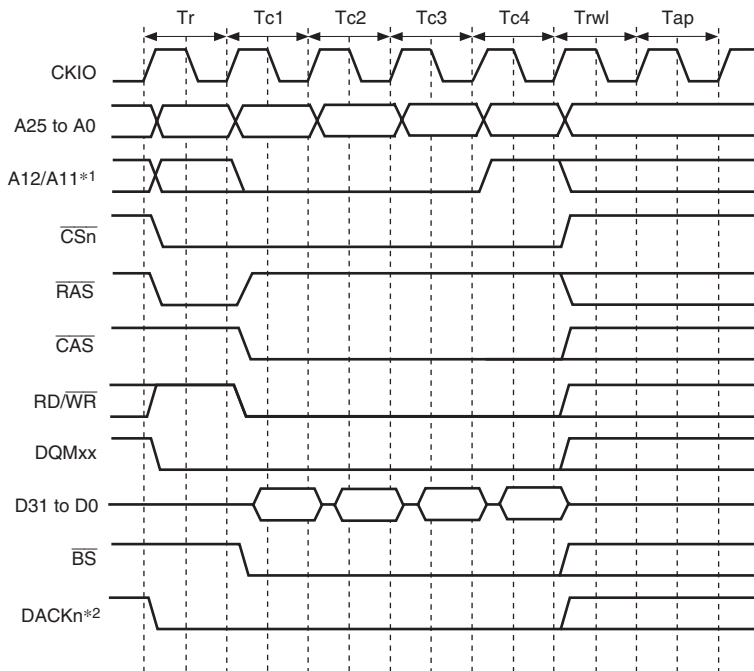 Tr Tc1 Tc2 Tc3 Tc4 Trwl Tap
CKIO
A25 to A0
A12/A11*1
CSn
RAS
CAS
RD/WR
DQMxx
D31 to D0
BS
DACKn*2